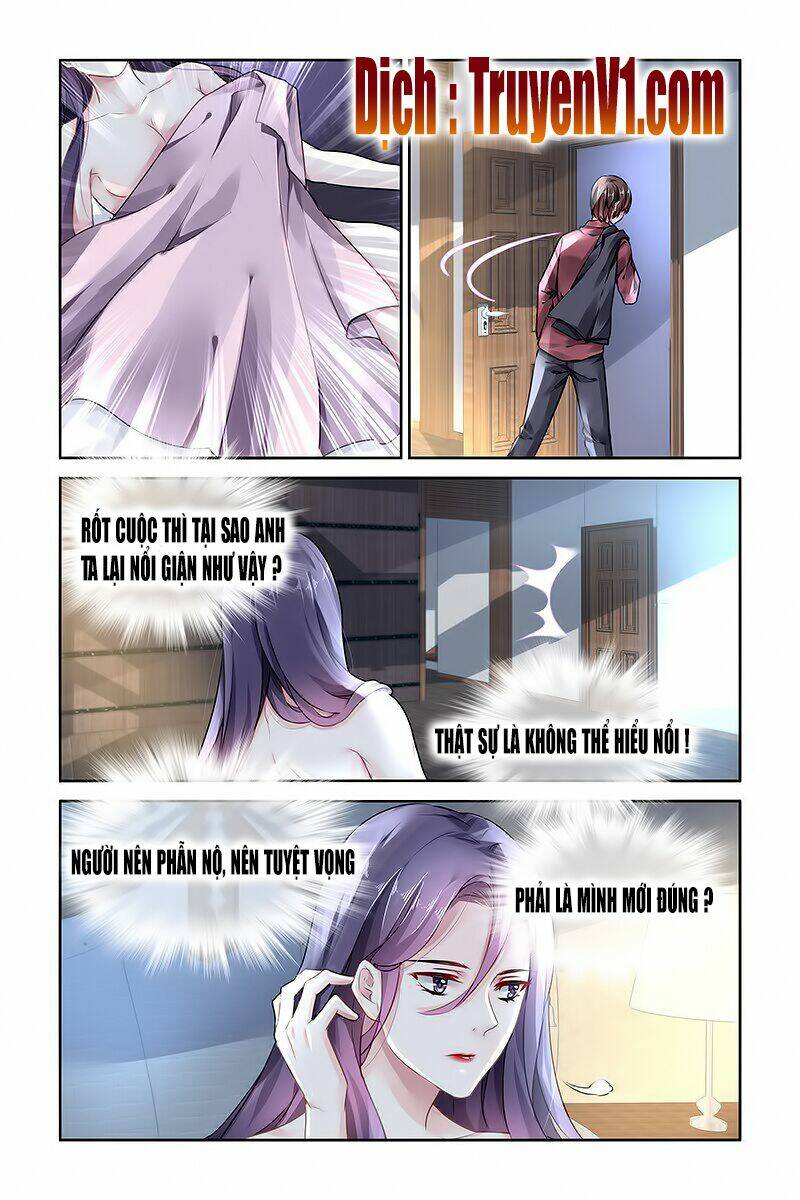 Dịch : TruyenV1.com
RỐT CUỘC THÌ TẠI SAO ANH
TA LẠI NỔI GIẬN NHƯ VẬY ?
THẬT SỰ LÀ KHÔNG THỂ HIỂU NỔI !
NGƯỜI NÊN PHẪN NỘ, NÊN TUYỆT VỌNG
PHẢI LÀ MÌNH MỚI ĐÚNG ?